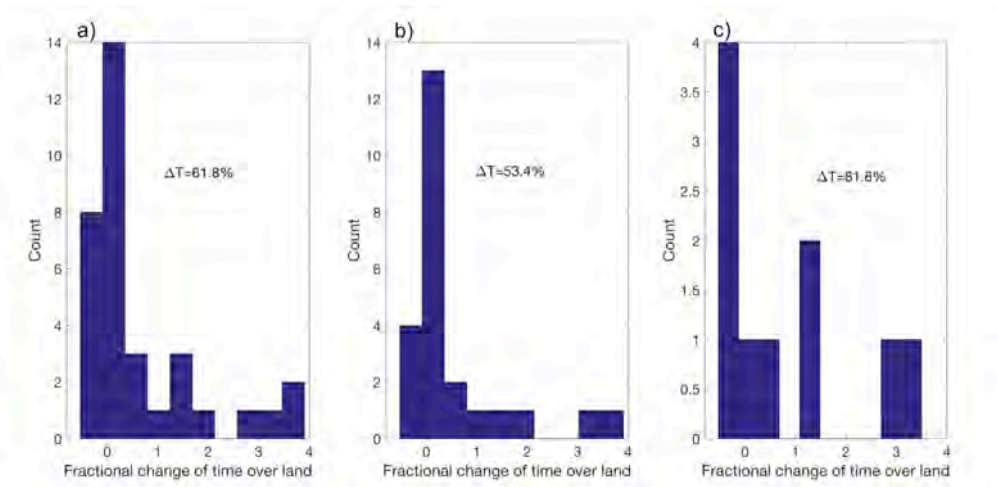 a)
14
12
10
8
6
4
2
0
Count
ΔT=61.8%
0 1 2 3 4
Fractional change of time over land
b)
14
12
10
8
6
4
2
0
Count
ΔT=53.4%
0 1 2 3 4
Fractional change of time over land
c)
4
3.5
3
2.5
2
1.5
1
0.5
0
Count
ΔT=81.8%
0 1 2 3 4
Fractional change of time over land